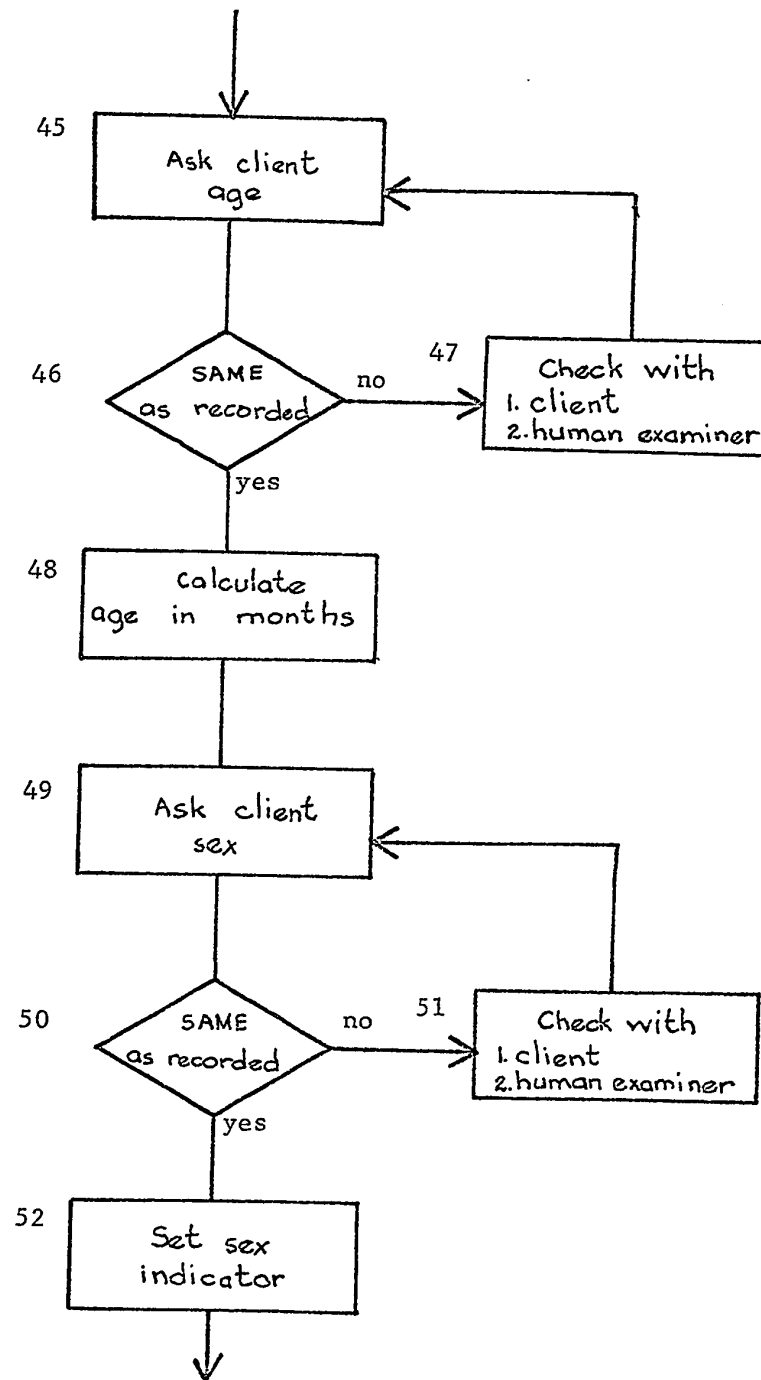 45
Ask client
age
46
SAME
as recorded
no
47
Check with
1. client
2. human examiner
yes
48
Calculate
age in months
49
Ask client
sex
50
SAME
as recorded
no
51
Check with
1. client
2. human examiner
yes
52
Set sex
indicator